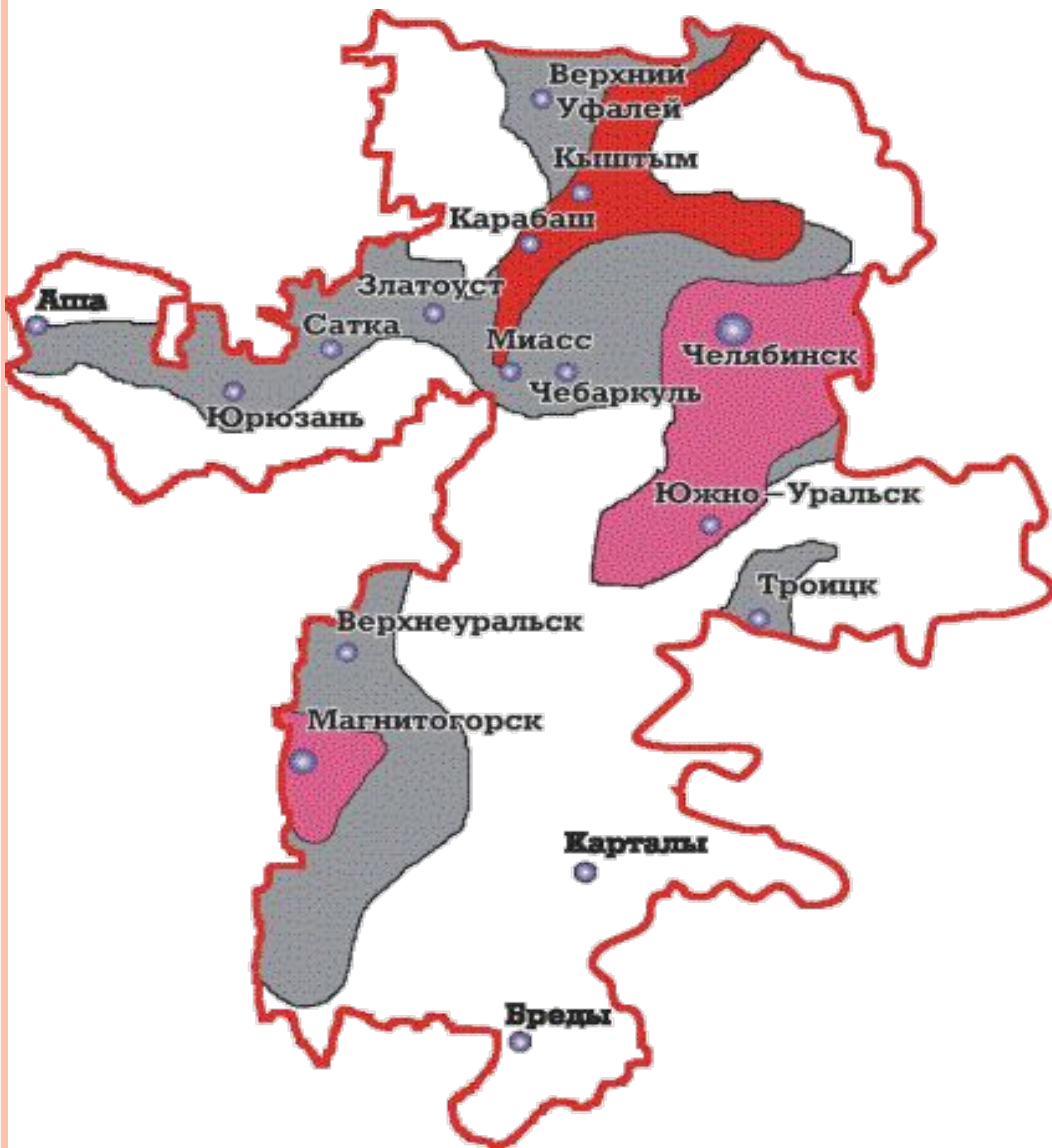 Верхний
Уфалей
Кыштым
Карабаш
Златоуст
Аша
Сатка
Миасс
Челябинск
Чебаркуль
Юрюзань
Южно – Уральск
Троицк
Верхнеуральск
Магнитогорск
Карталы
Бреды